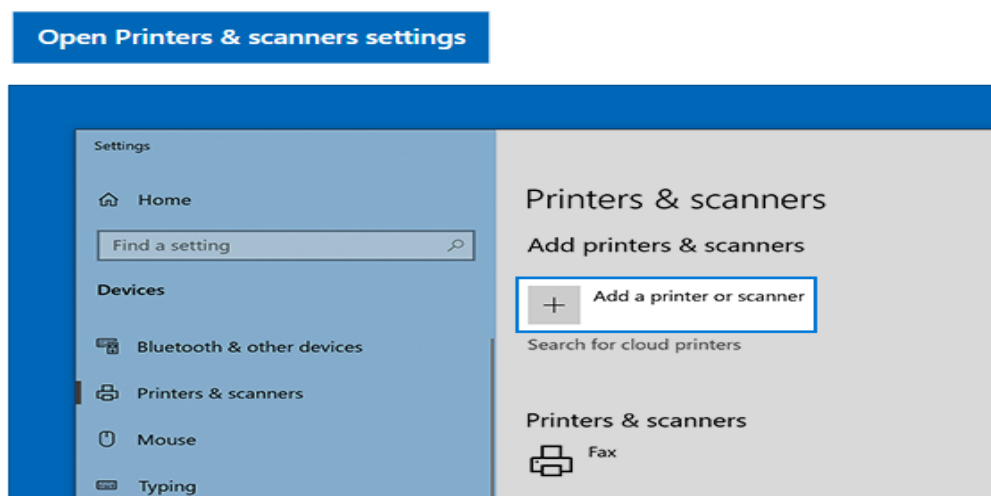 Open Printers & scanners settings
Settings
Home
Find a setting
Devices
Bluetooth & other devices
Printers & scanners
Mouse
Typing
Printers & scanners
Add printers & scanners
Add a printer or scanner
Search for cloud printers
Printers & scanners
Fax